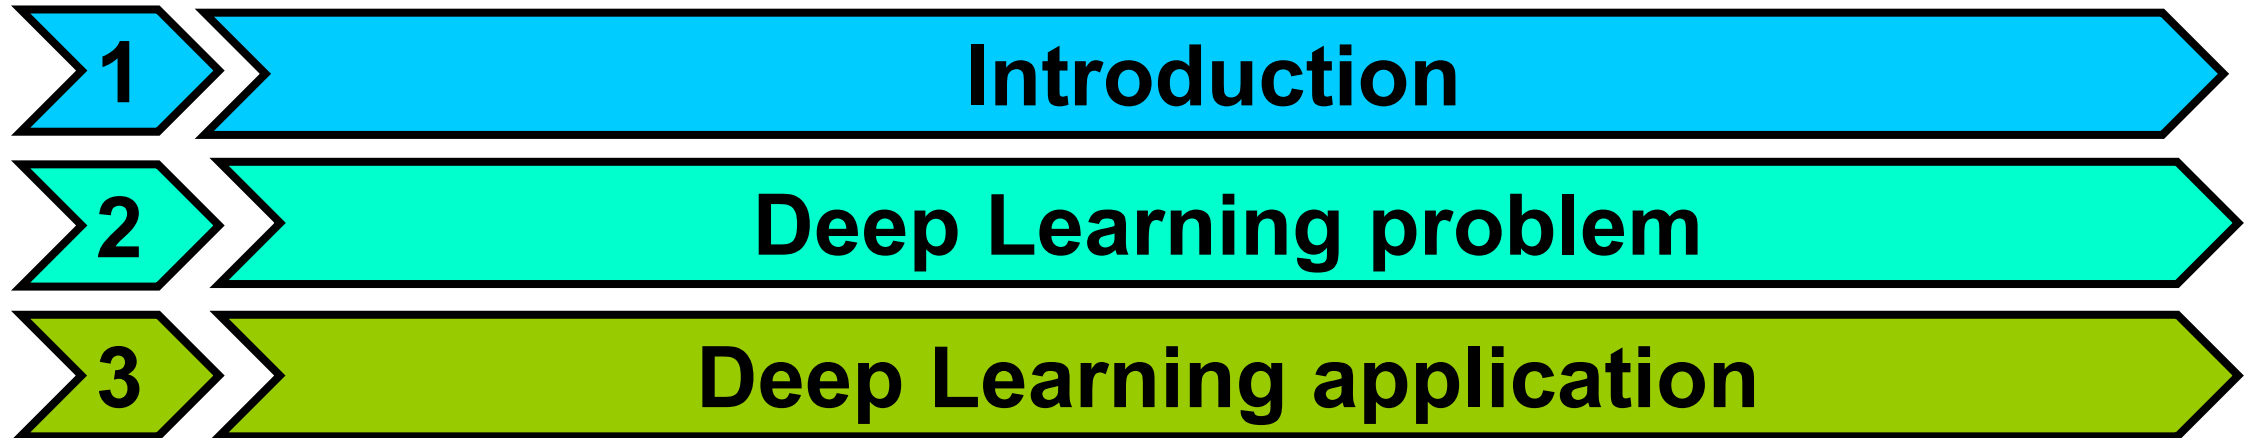 1 Introduction
2 Deep Learning problem
3 Deep Learning application